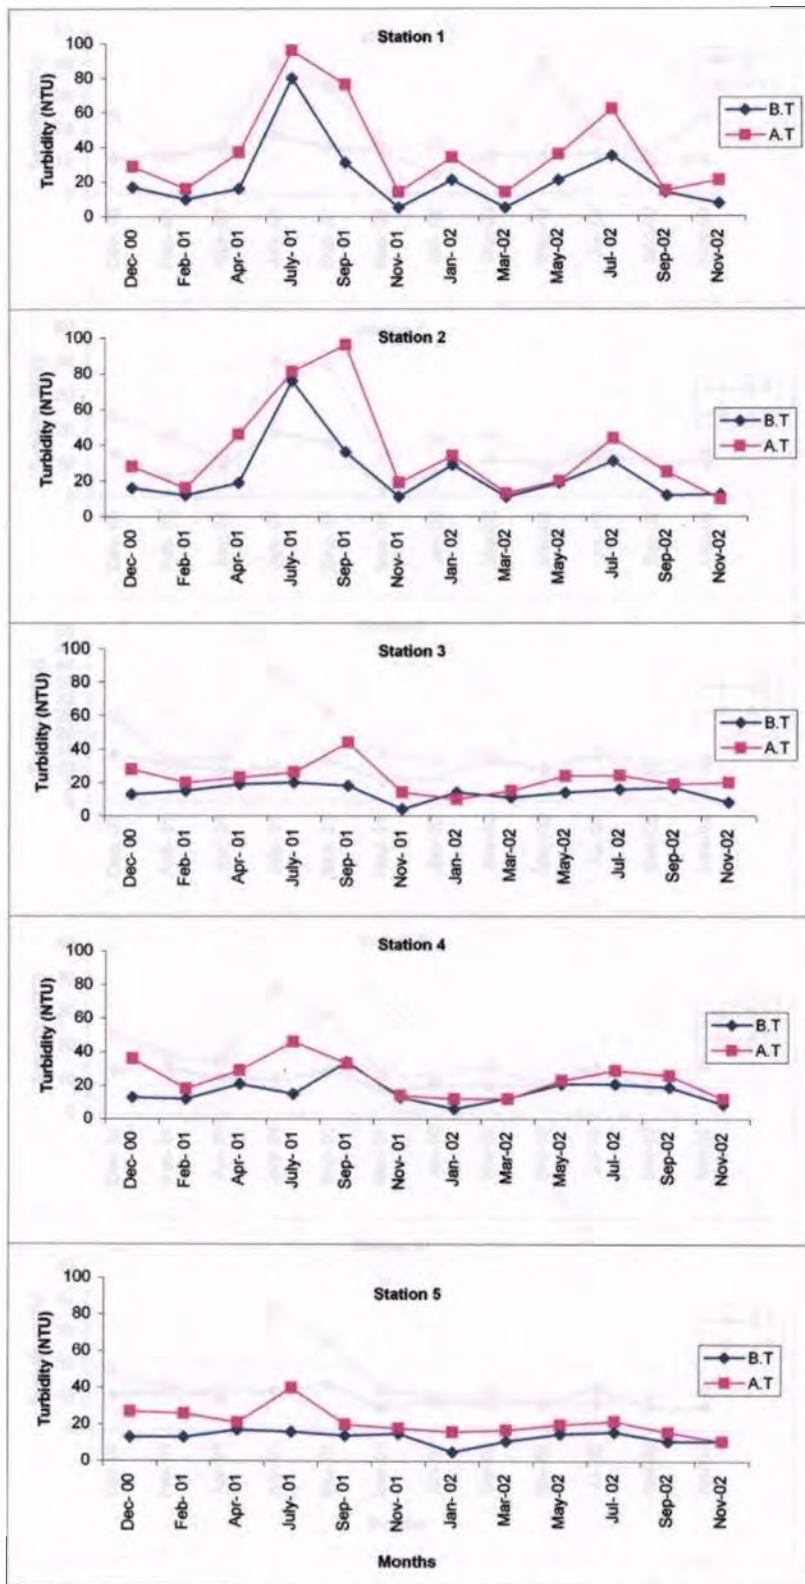 Station 1
Turbidity (NTU)
100
80
60
40
20
0
B.T
A.T
Dec- 00
Feb- 01
Apr- 01
July- 01
Sep- 01
Nov- 01
Jan- 02
Mar-02
May-02
Jul- 02
Sep-02
Nov-02
Station 2
Turbidity (NTU)
100
80
60
40
20
0
B.T
A.T
Dec- 00
Feb- 01
Apr- 01
July- 01
Sep- 01
Nov- 01
Jan- 02
Mar-02
May-02
Jul- 02
Sep-02
Nov-02
Station 3
Turbidity (NTU)
100
80
60
40
20
0
B.T
A.T
Dec- 00
Feb- 01
Apr- 01
July- 01
Sep- 01
Nov- 01
Jan- 02
Mar-02
May-02
Jul- 02
Sep-02
Nov-02
Station 4
Turbidity (NTU)
100
80
60
40
20
0
B.T
A.T
Dec- 00
Feb- 01
Apr- 01
July- 01
Sep- 01
Nov- 01
Jan- 02
Mar-02
May-02
Jul- 02
Sep-02
Nov-02
Station 5
Turbidity (NTU)
100
80
60
40
20
0
B.T
A.T
Dec- 00
Feb- 01
Apr- 01
July- 01
Sep- 01
Nov- 01
Jan- 02
Mar-02
May-02
Jul- 02
Sep-02
Nov-02
Months